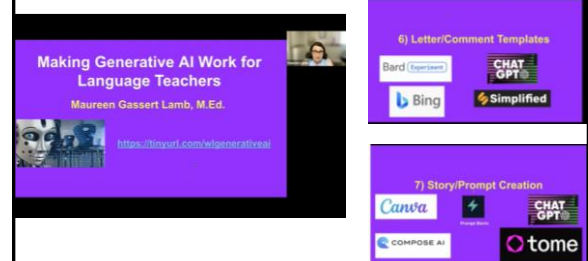 Making Generative AI Work for
Language Teachers
Maureen Gassert Lamb, M.Ed.
https://tinyurl.com/wlgenerativeai
6) Letter/Comment Templates
Bard Experiment
CHAT
GPT
Bing
Simplified
7) Story/Prompt Creation
Canva
CHAT
GPT
COMPOSE AI
tome